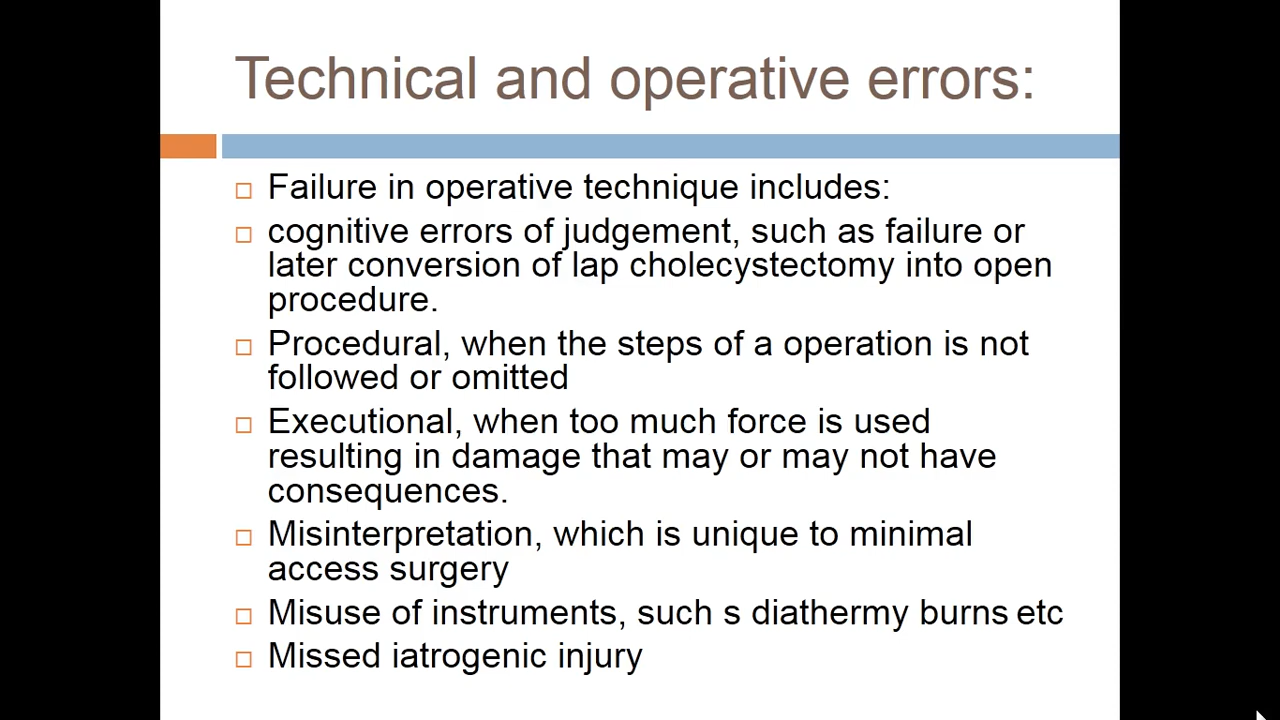 Technical and operative errors:
Failure in operative technique includes:
cognitive errors of judgement, such as failure or
later conversion of lap cholecystectomy into open
procedure.
Procedural, when the steps of a operation is not
followed or omitted
Executional, when too much force is used
resulting in damage that may or may not have
consequences.
Misinterpretation, which is unique to minimal
access surgery
Misuse of instruments, such s diathermy burns etc
Missed iatrogenic injury